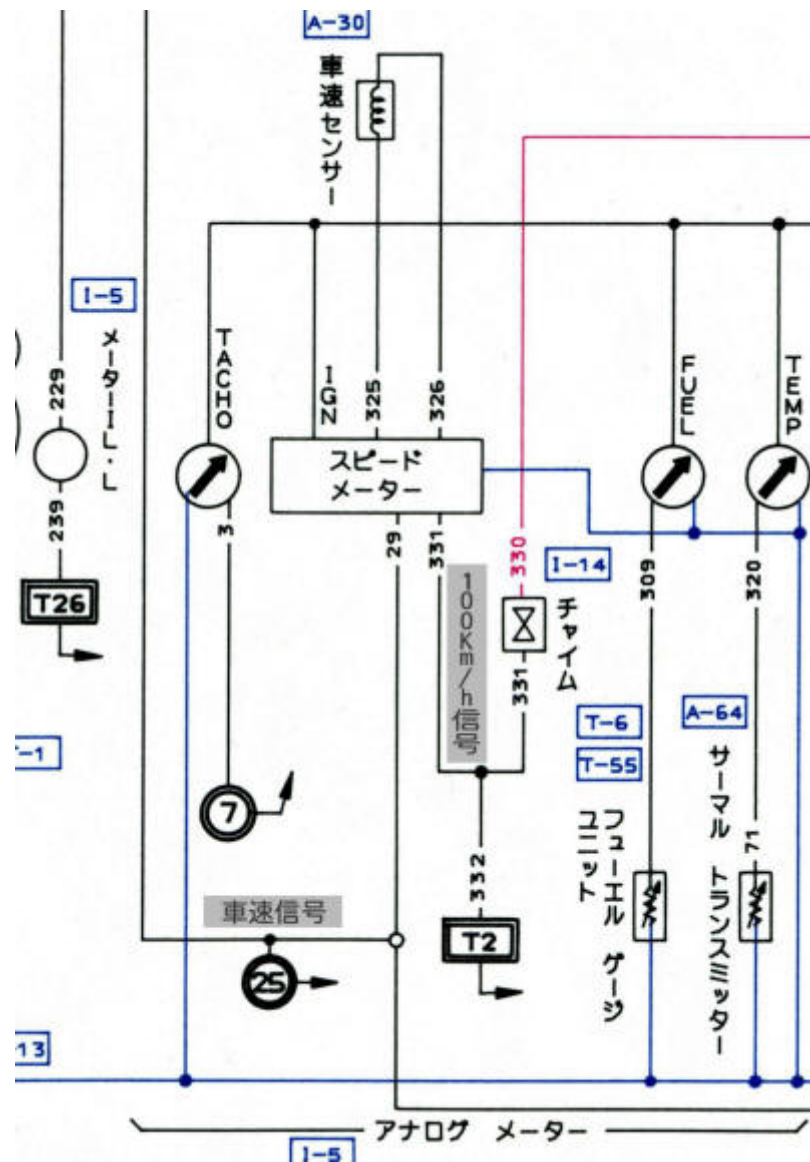 A-30
車速センサー
I-5
メーターIL・L
229
239
T26
TACHO
IGN
325
326
スピード
メーター
3
29
331
330
I-14
100Km/h信号
チャイム
331
FUEL
TEMP
309
320
T-6
T-55
A-64
フューエル ゲージ
ユニット
サーマル トランスミッター
71
-1
7
332
車速信号
25
T2
13
アナログ メーター
I-5